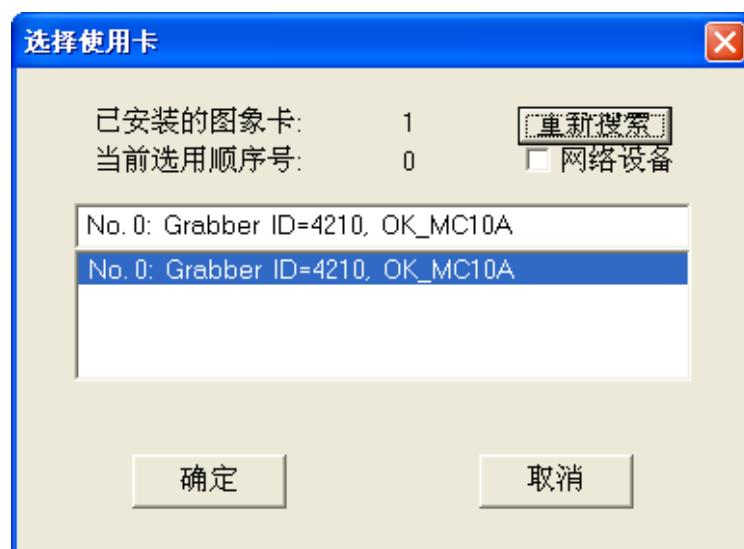 选择使用卡
已安装的图象卡: 1 重新搜索
当前选用顺序号: 0 网络设备
No. 0: Grabber ID=4210, OK_MC10A
No. 0: Grabber ID=4210, OK_MC10A
确定 取消